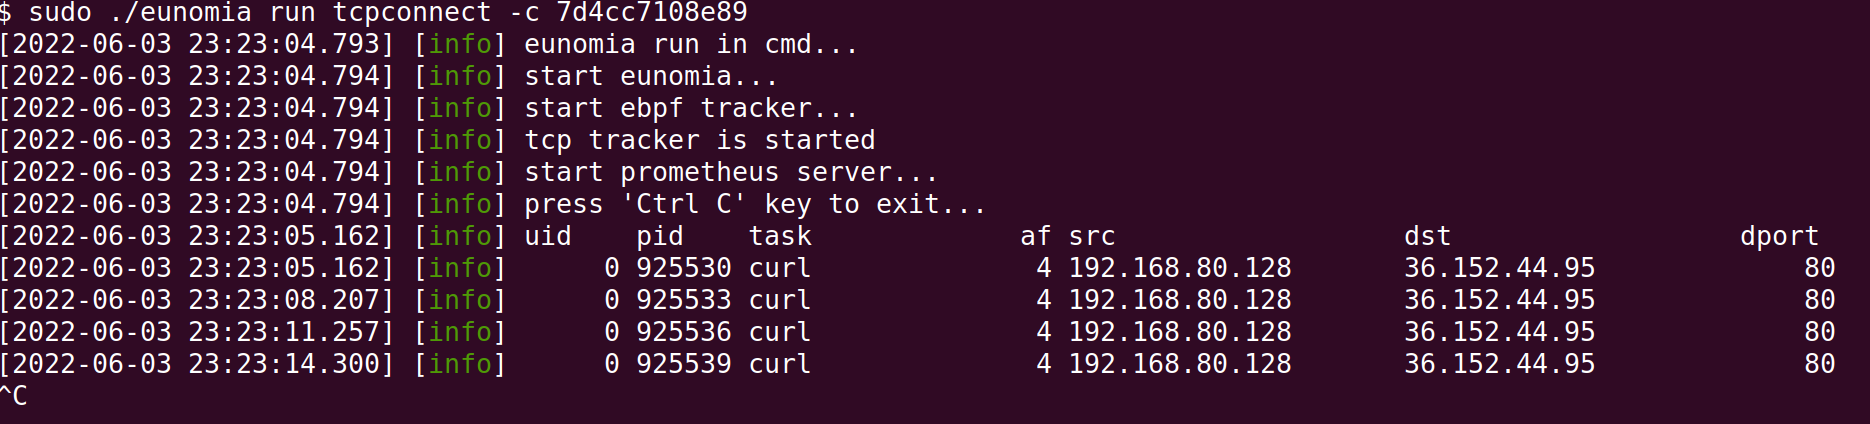 $ sudo ./eunomia run tcpconnect -c 7d4cc7108e89
[2022-06-03 23:23:04.793] [info] eunomia run in cmd...
[2022-06-03 23:23:04.794] [info] start eunomia...
[2022-06-03 23:23:04.794] [info] start ebpf tracker...
[2022-06-03 23:23:04.794] [info] tcp tracker is started
[2022-06-03 23:23:04.794] [info] start prometheus server...
[2022-06-03 23:23:04.794] [info] press 'Ctrl C' key to exit...
[2022-06-03 23:23:05.162] [info] uid    pid    task             af src                  dst                  dport
[2022-06-03 23:23:05.162] [info]      0 925530 curl              4 192.168.80.128       36.152.44.95             80
[2022-06-03 23:23:08.207] [info]      0 925533 curl              4 192.168.80.128       36.152.44.95             80
[2022-06-03 23:23:11.257] [info]      0 925536 curl              4 192.168.80.128       36.152.44.95             80
[2022-06-03 23:23:14.300] [info]      0 925539 curl              4 192.168.80.128       36.152.44.95             80
^C